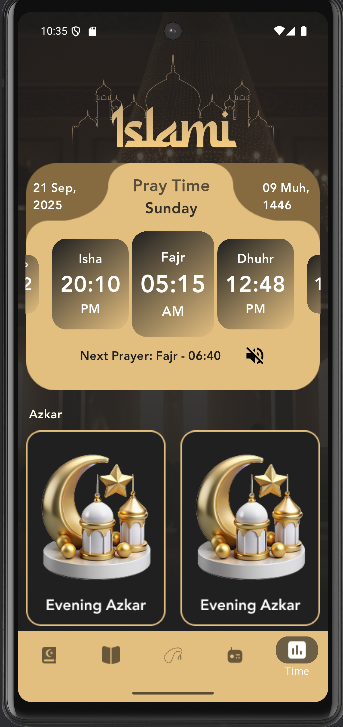 10:35
Islami
21 Sep,
2025
Pray Time
Sunday
09 Muh,
1446
2
Isha
20:10
PM
Fajr
05:15
AM
Dhuhr
12:48
PM
1
Next Prayer: Fajr - 06:40
Azkar
Evening Azkar
Evening Azkar
Time